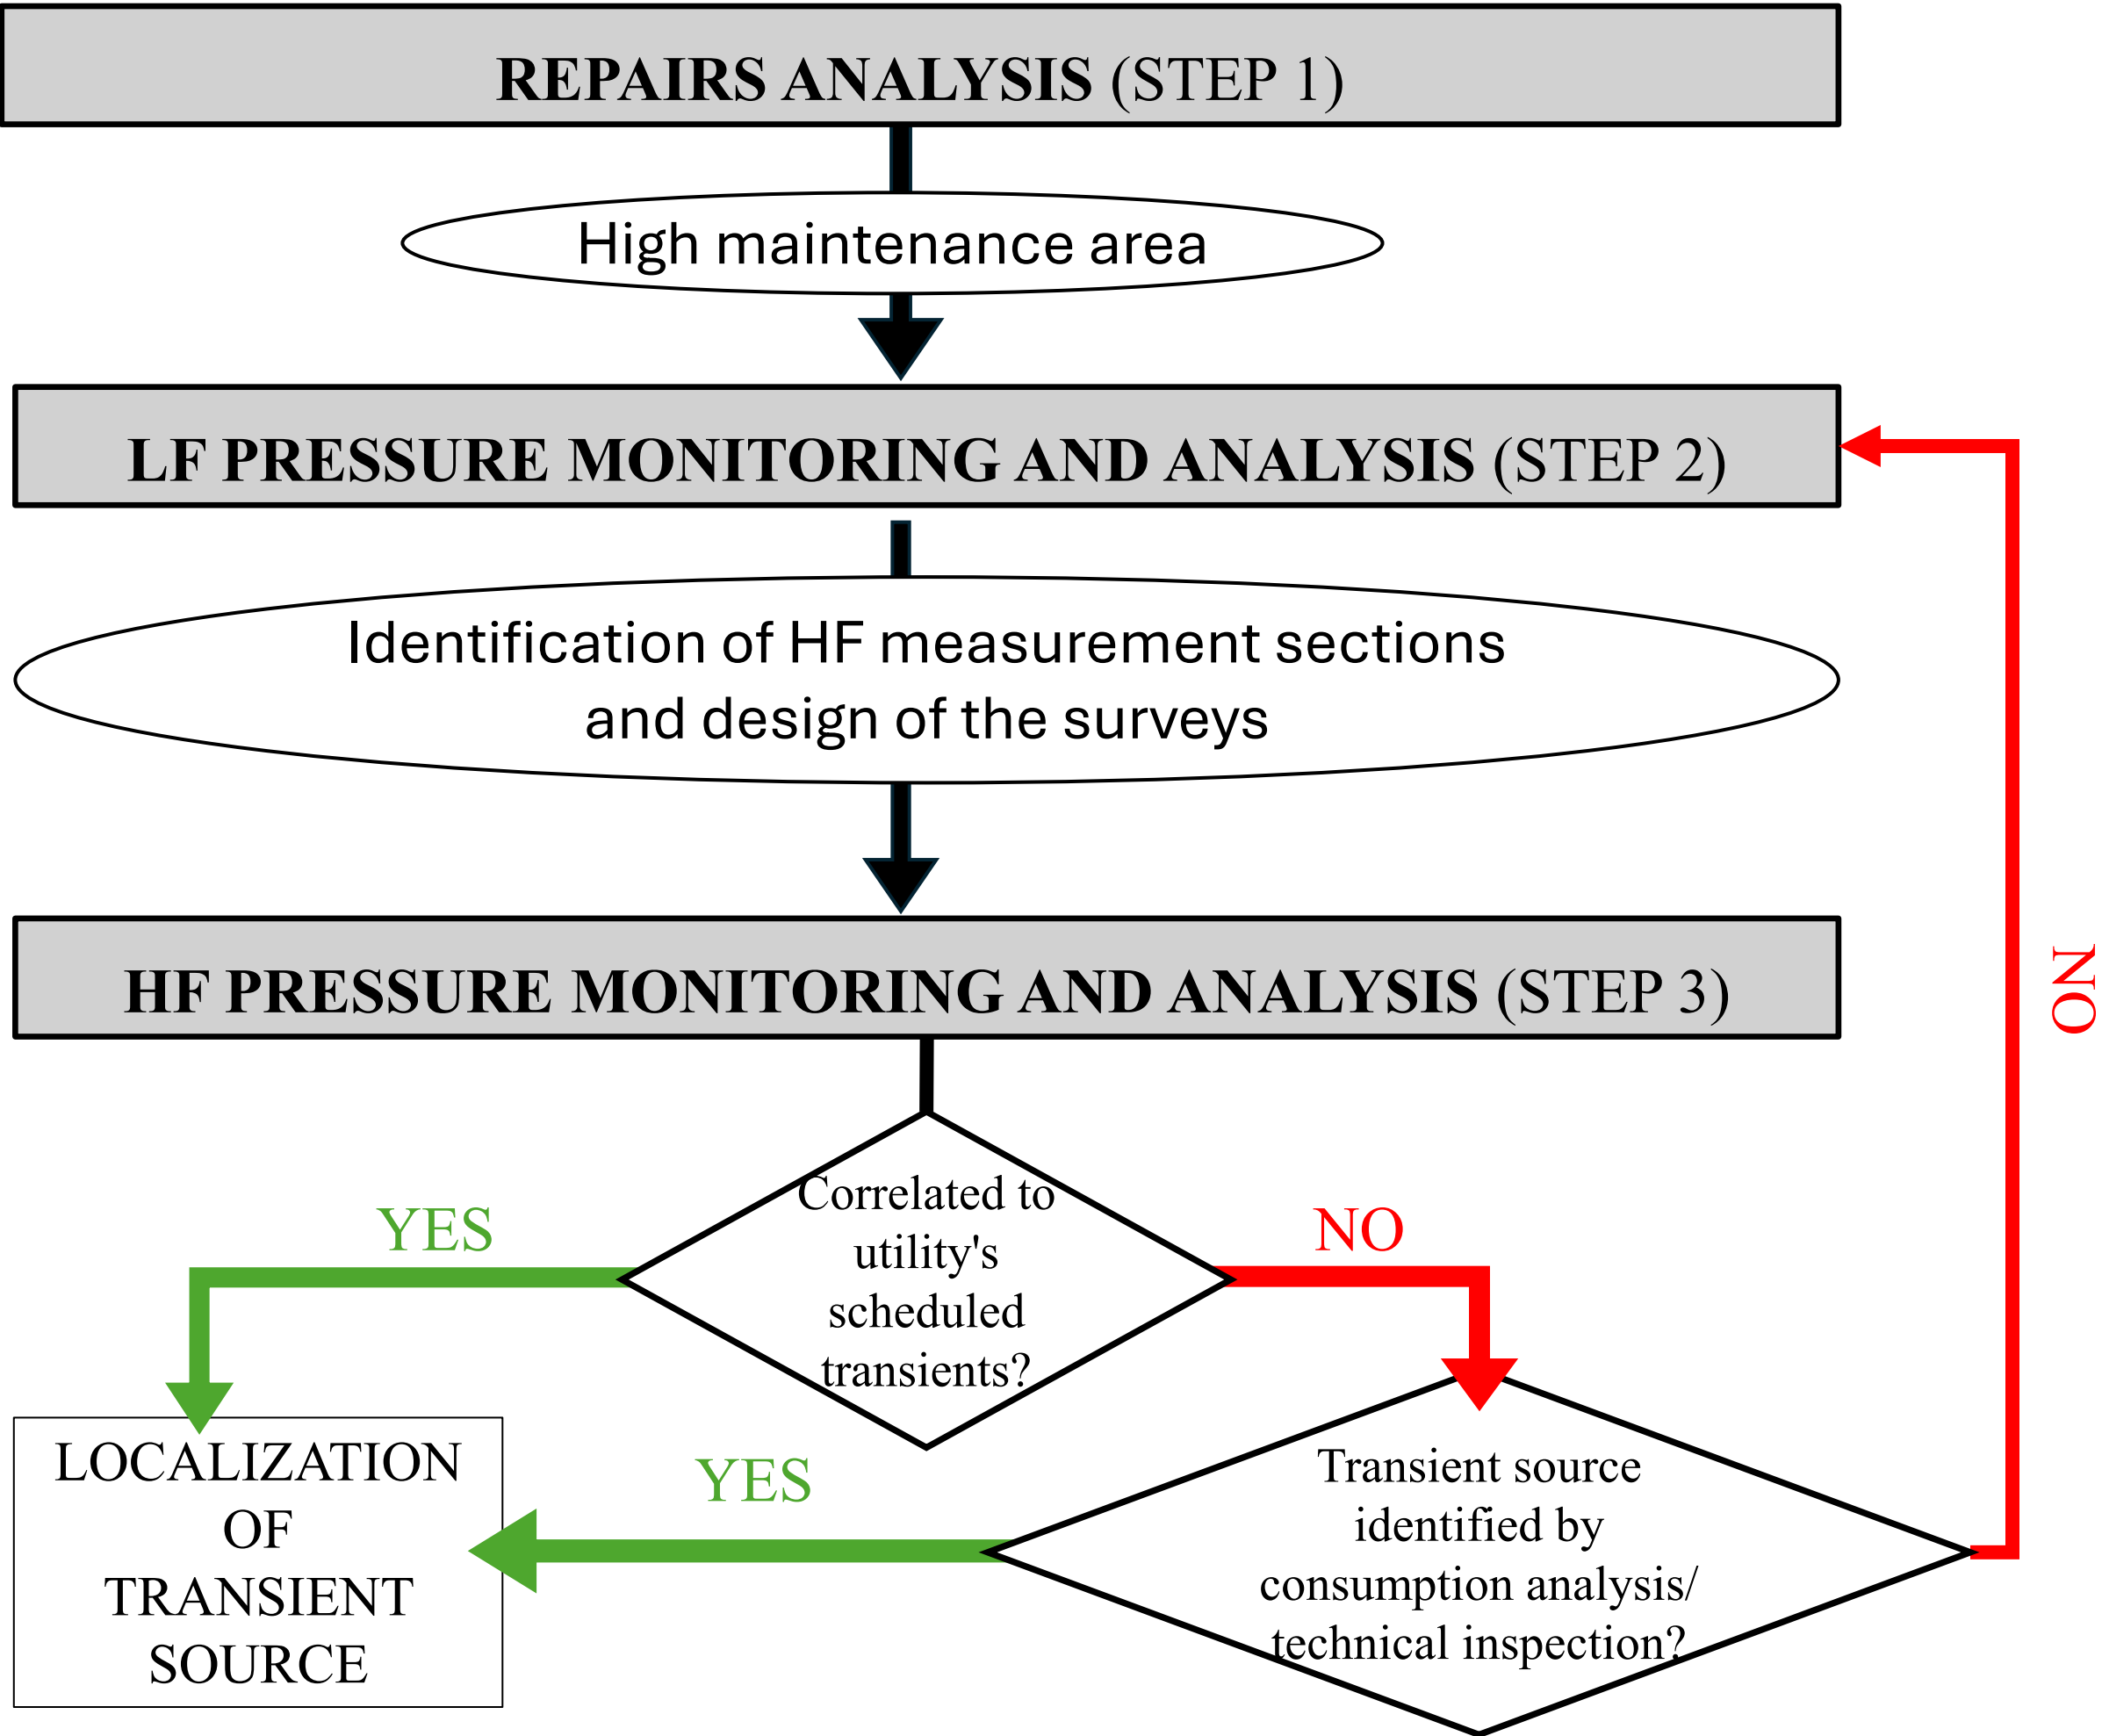 REPAIRS ANALYSIS (STEP 1)
High maintenance area
LF PRESSURE MONITORING AND ANALYSIS (STEP 2)
Identification of HF measurement sections
and design of the surveys
HF PRESSURE MONITORING AND ANALYSIS (STEP 3)
NO
Correlated to
utility's
scheduled
transients?
YES
NO
LOCALIZATION
OF
TRANSIENT
SOURCE
YES
Transient source
identified by
consumption analysis/
technical inspection?